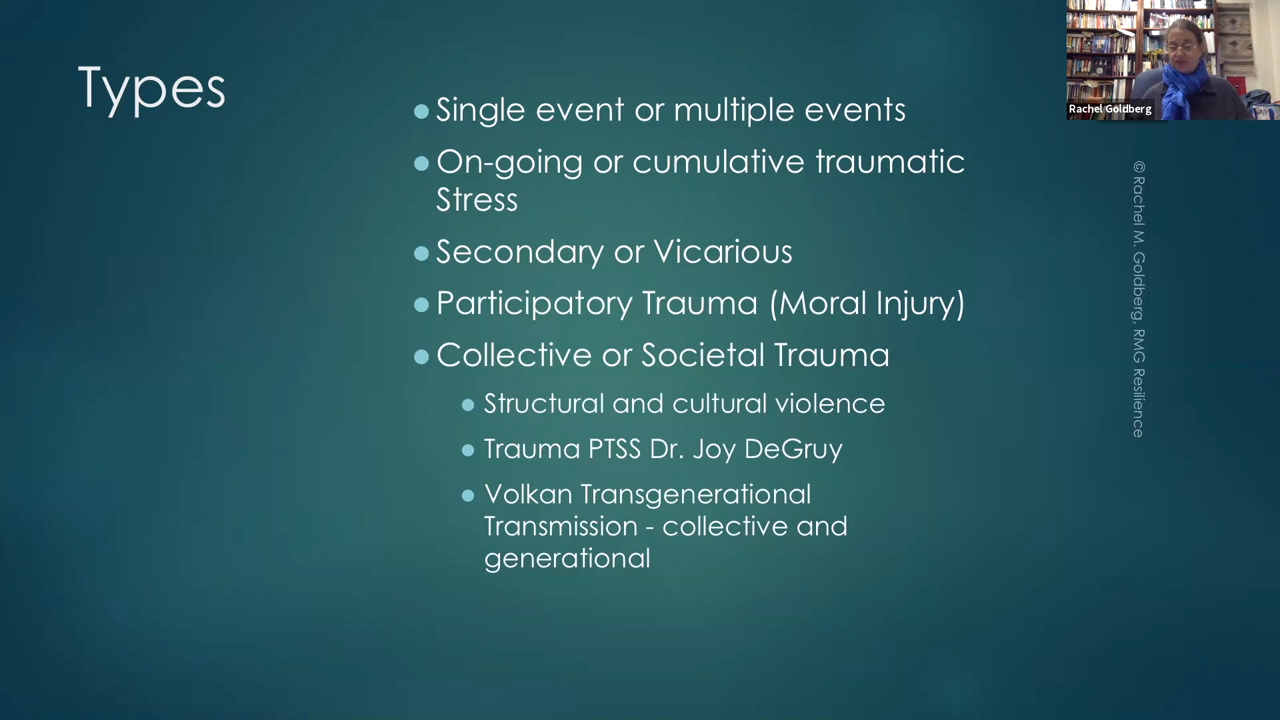 Types
Single event or multiple events
On-going or cumulative traumatic
Stress
Secondary or Vicarious
Participatory Trauma (Moral Injury)
Collective or Societal Trauma
Structural and cultural violence
Trauma PTSS Dr. Joy DeGruy
Volkan Transgenerational
Transmission - collective and
generational
Rachel Goldberg
© Rachel M. Goldberg, RMG Resilience